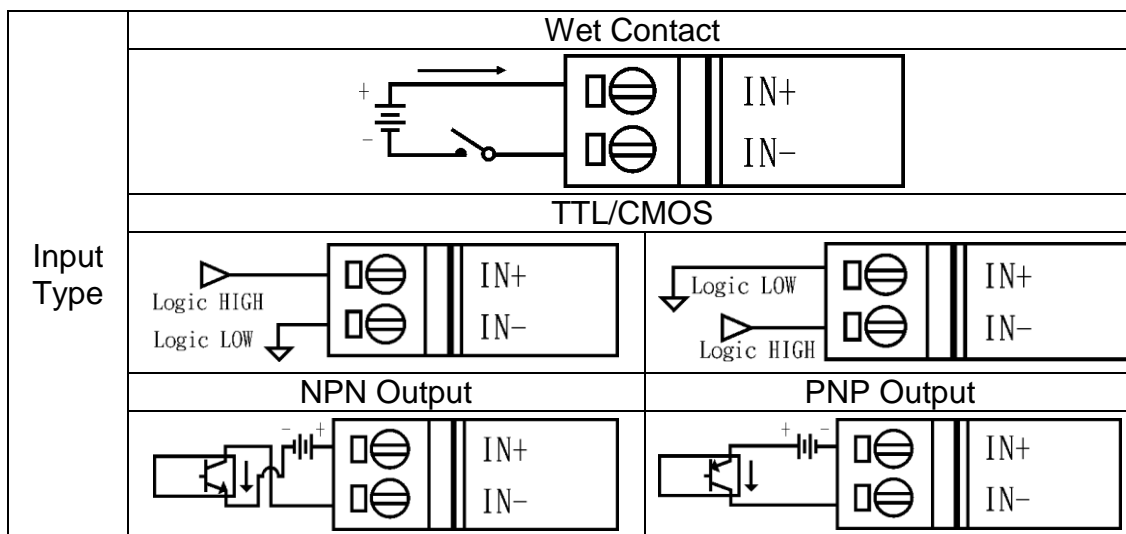 Wet Contact
+
IN+
-
IN-
TTL/CMOS
Input
Type
IN+
Logic HIGH
Logic LOW
IN-
Logic LOW
IN+
IN-
Logic HIGH
NPN Output
PNP Output
- +
IN+
IN-
+ -
IN+
IN-